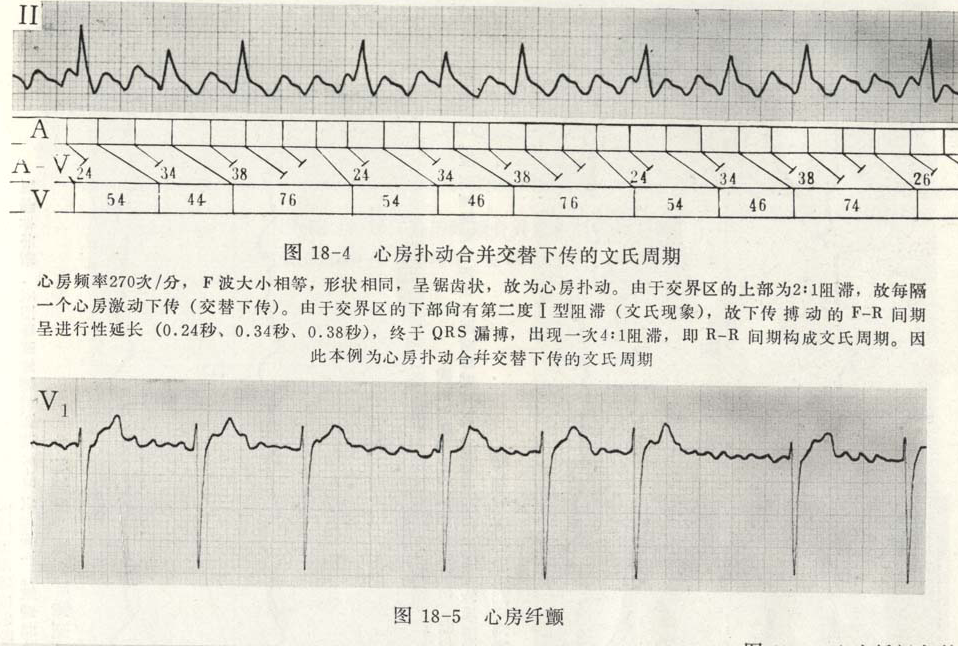 II
A
A-V 24 34 38 24 34 38 24 34 38 26
V 54 44 76 54 46 76 54 46 74
图 18-4 心房扑动合并交替下传的文氏周期
心房频率270次/分，F 波大小相等，形状相同，呈锯齿状，故为心房扑动。由于交界区的上部为2:1阻滞，故每隔
一个心房激动下传（交替下传）。由于交界区的下部尚有第二度Ⅰ型阻滞（文氏现象），故下传搏动的 F-R 间期
呈进行性延长（0.24秒、0.34秒、0.38秒），终于 QRS 漏搏，出现一次4:1阻滞，即 R-R 间期构成文氏周期。因
此本例为心房扑动合并交替下传的文氏周期
V1
图 18-5 心房纤颤